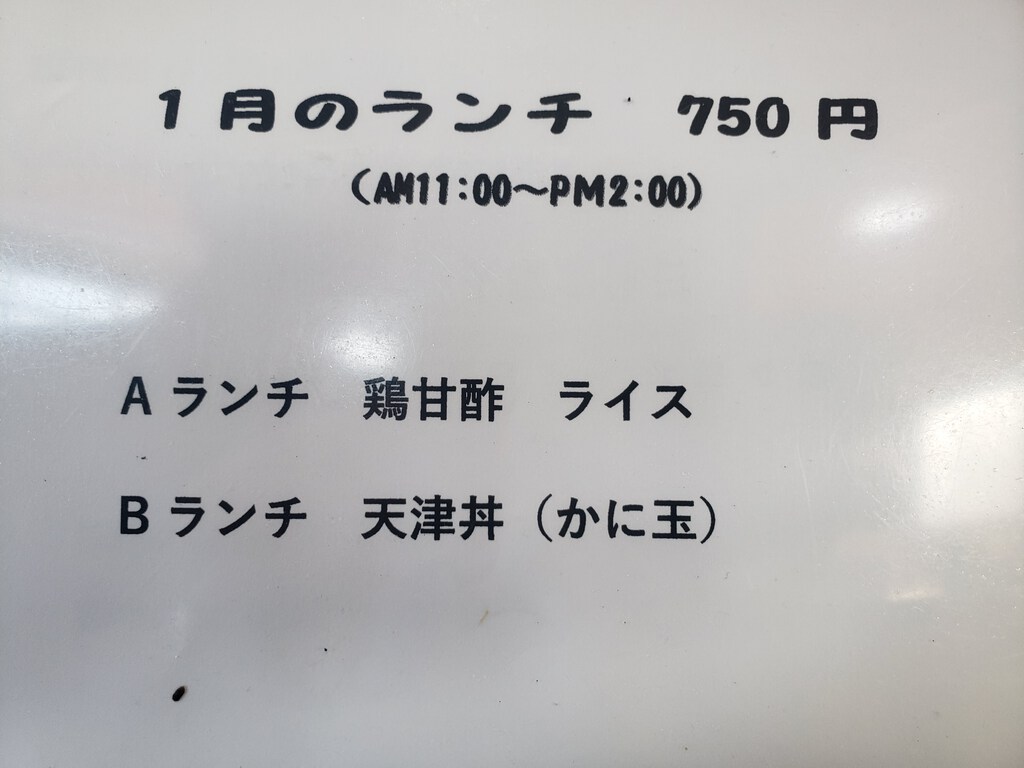 1月のランチ　750円
（AM11:00～PM2:00）
Aランチ　鶏甘酢　ライス
Bランチ　天津丼（かに玉）